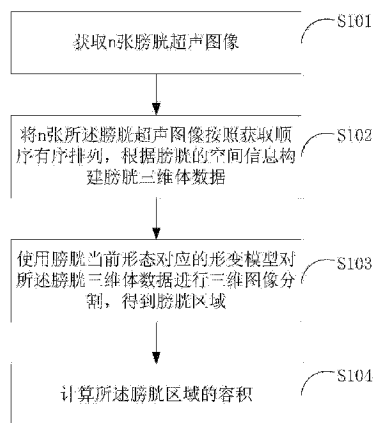 获取n张膀胱超声图像
S101
将n张所述膀胱超声图像按照获取顺
序有序排列，根据膀胱的空间信息构
建膀胱三维体数据
S102
使用膀胱当前形态对应的形变模型对
所述膀胱三维体数据进行三维图像分
割，得到膀胱区域
S103
计算所述膀胱区域的容积
S104